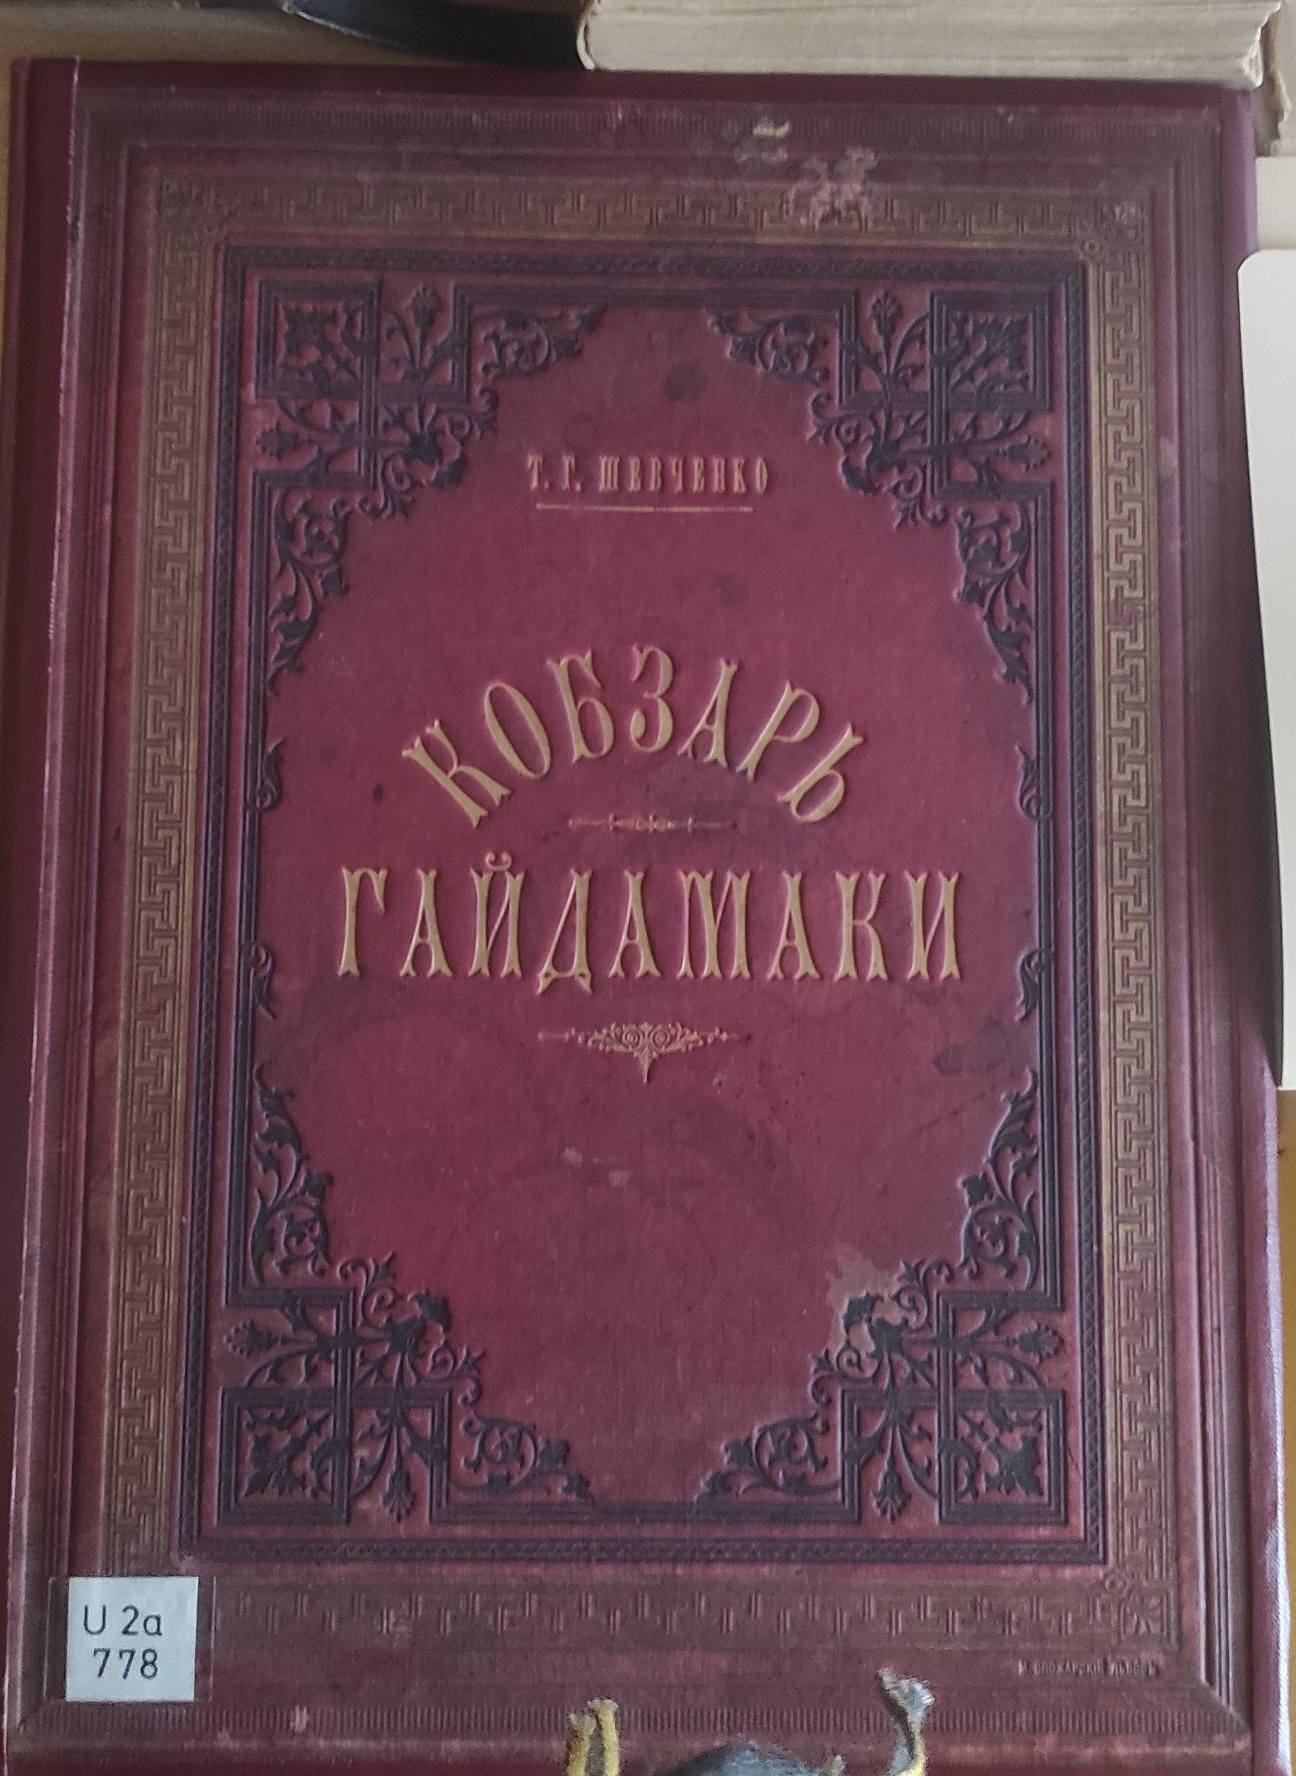 Т. Г. ШЕВЧЕНКО
КОБЗАРЬ
ГАЙДАМАКИ
U 2a
778